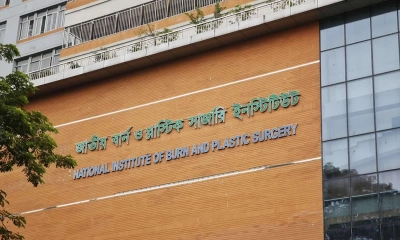 জাতীয় বার্ন ও প্লাস্টিক সার্জারি ইনস্টিটিউট
NATIONAL INSTITUTE OF BURN AND PLASTIC SURGERY